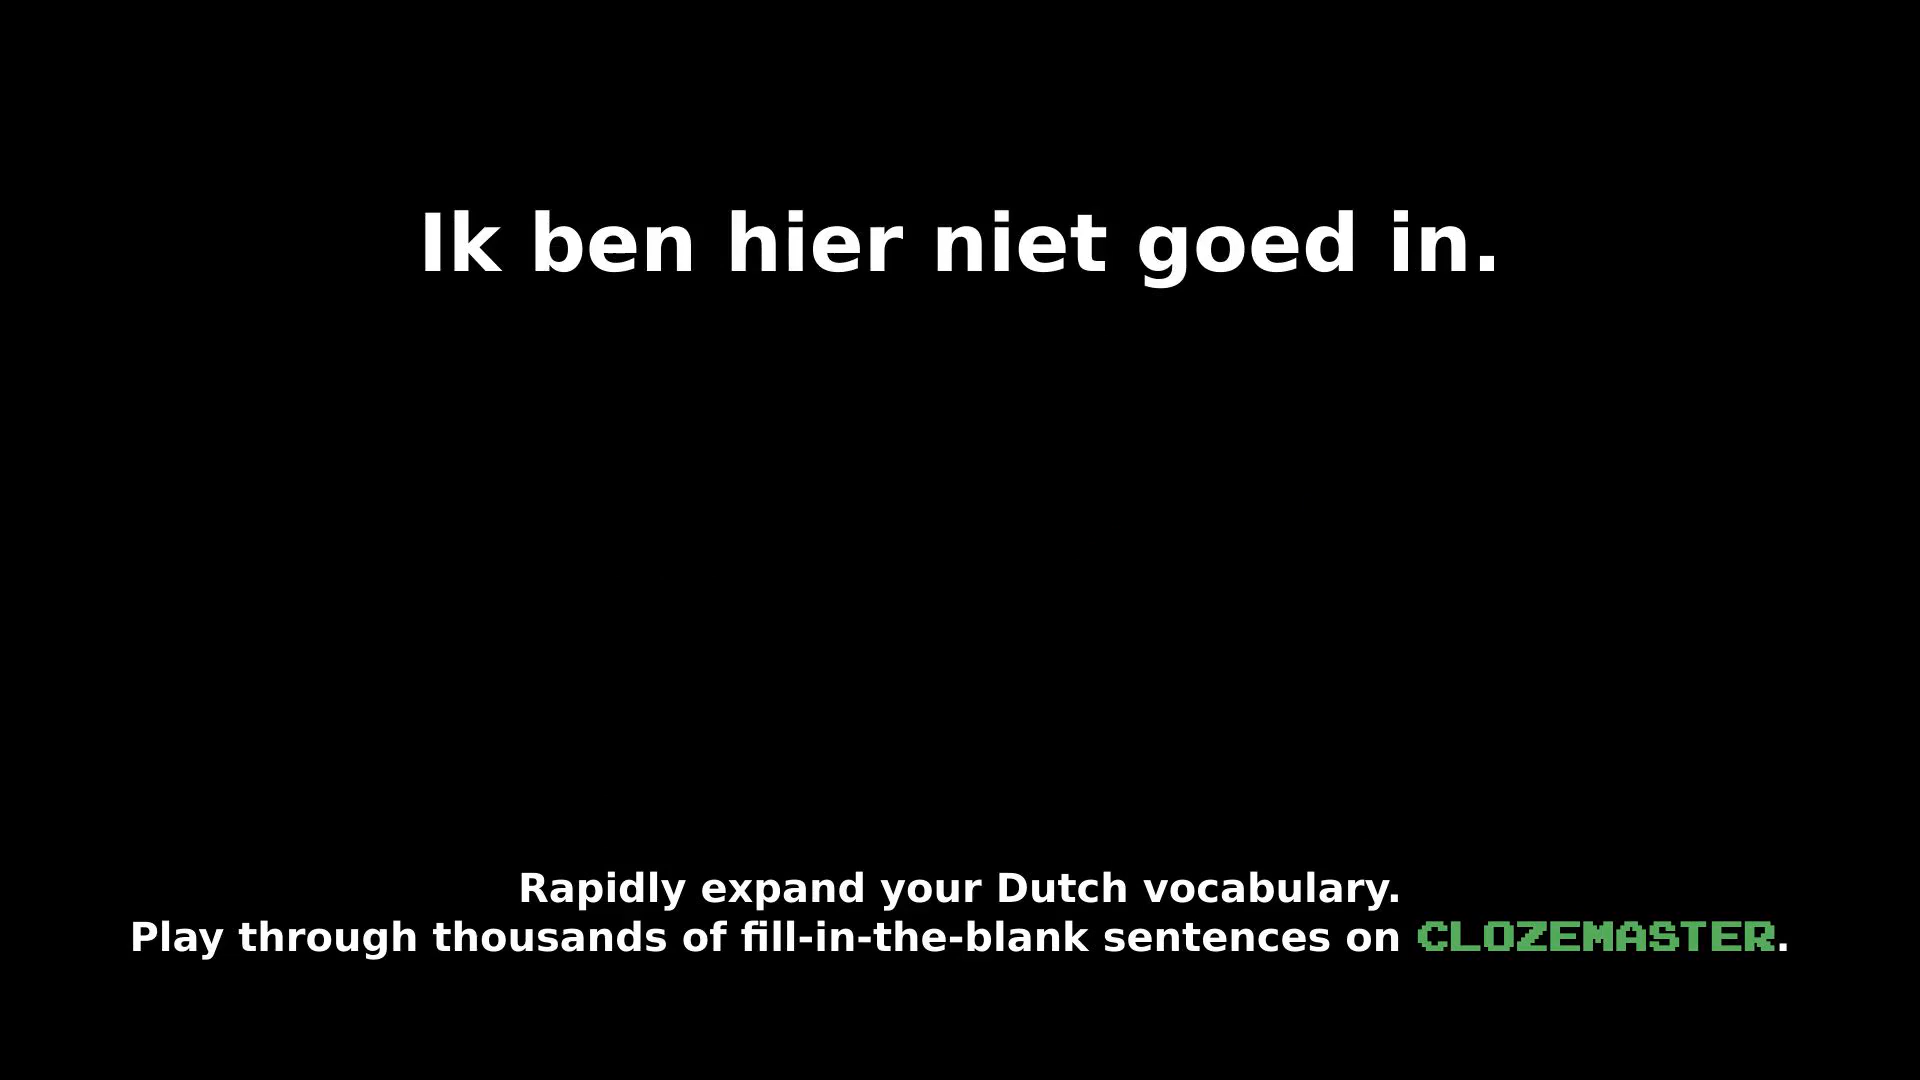 Ik ben hier niet goed in.
Rapidly expand your Dutch vocabulary.
Play through thousands of fill-in-the-blank sentences on CLOZEMASTER.